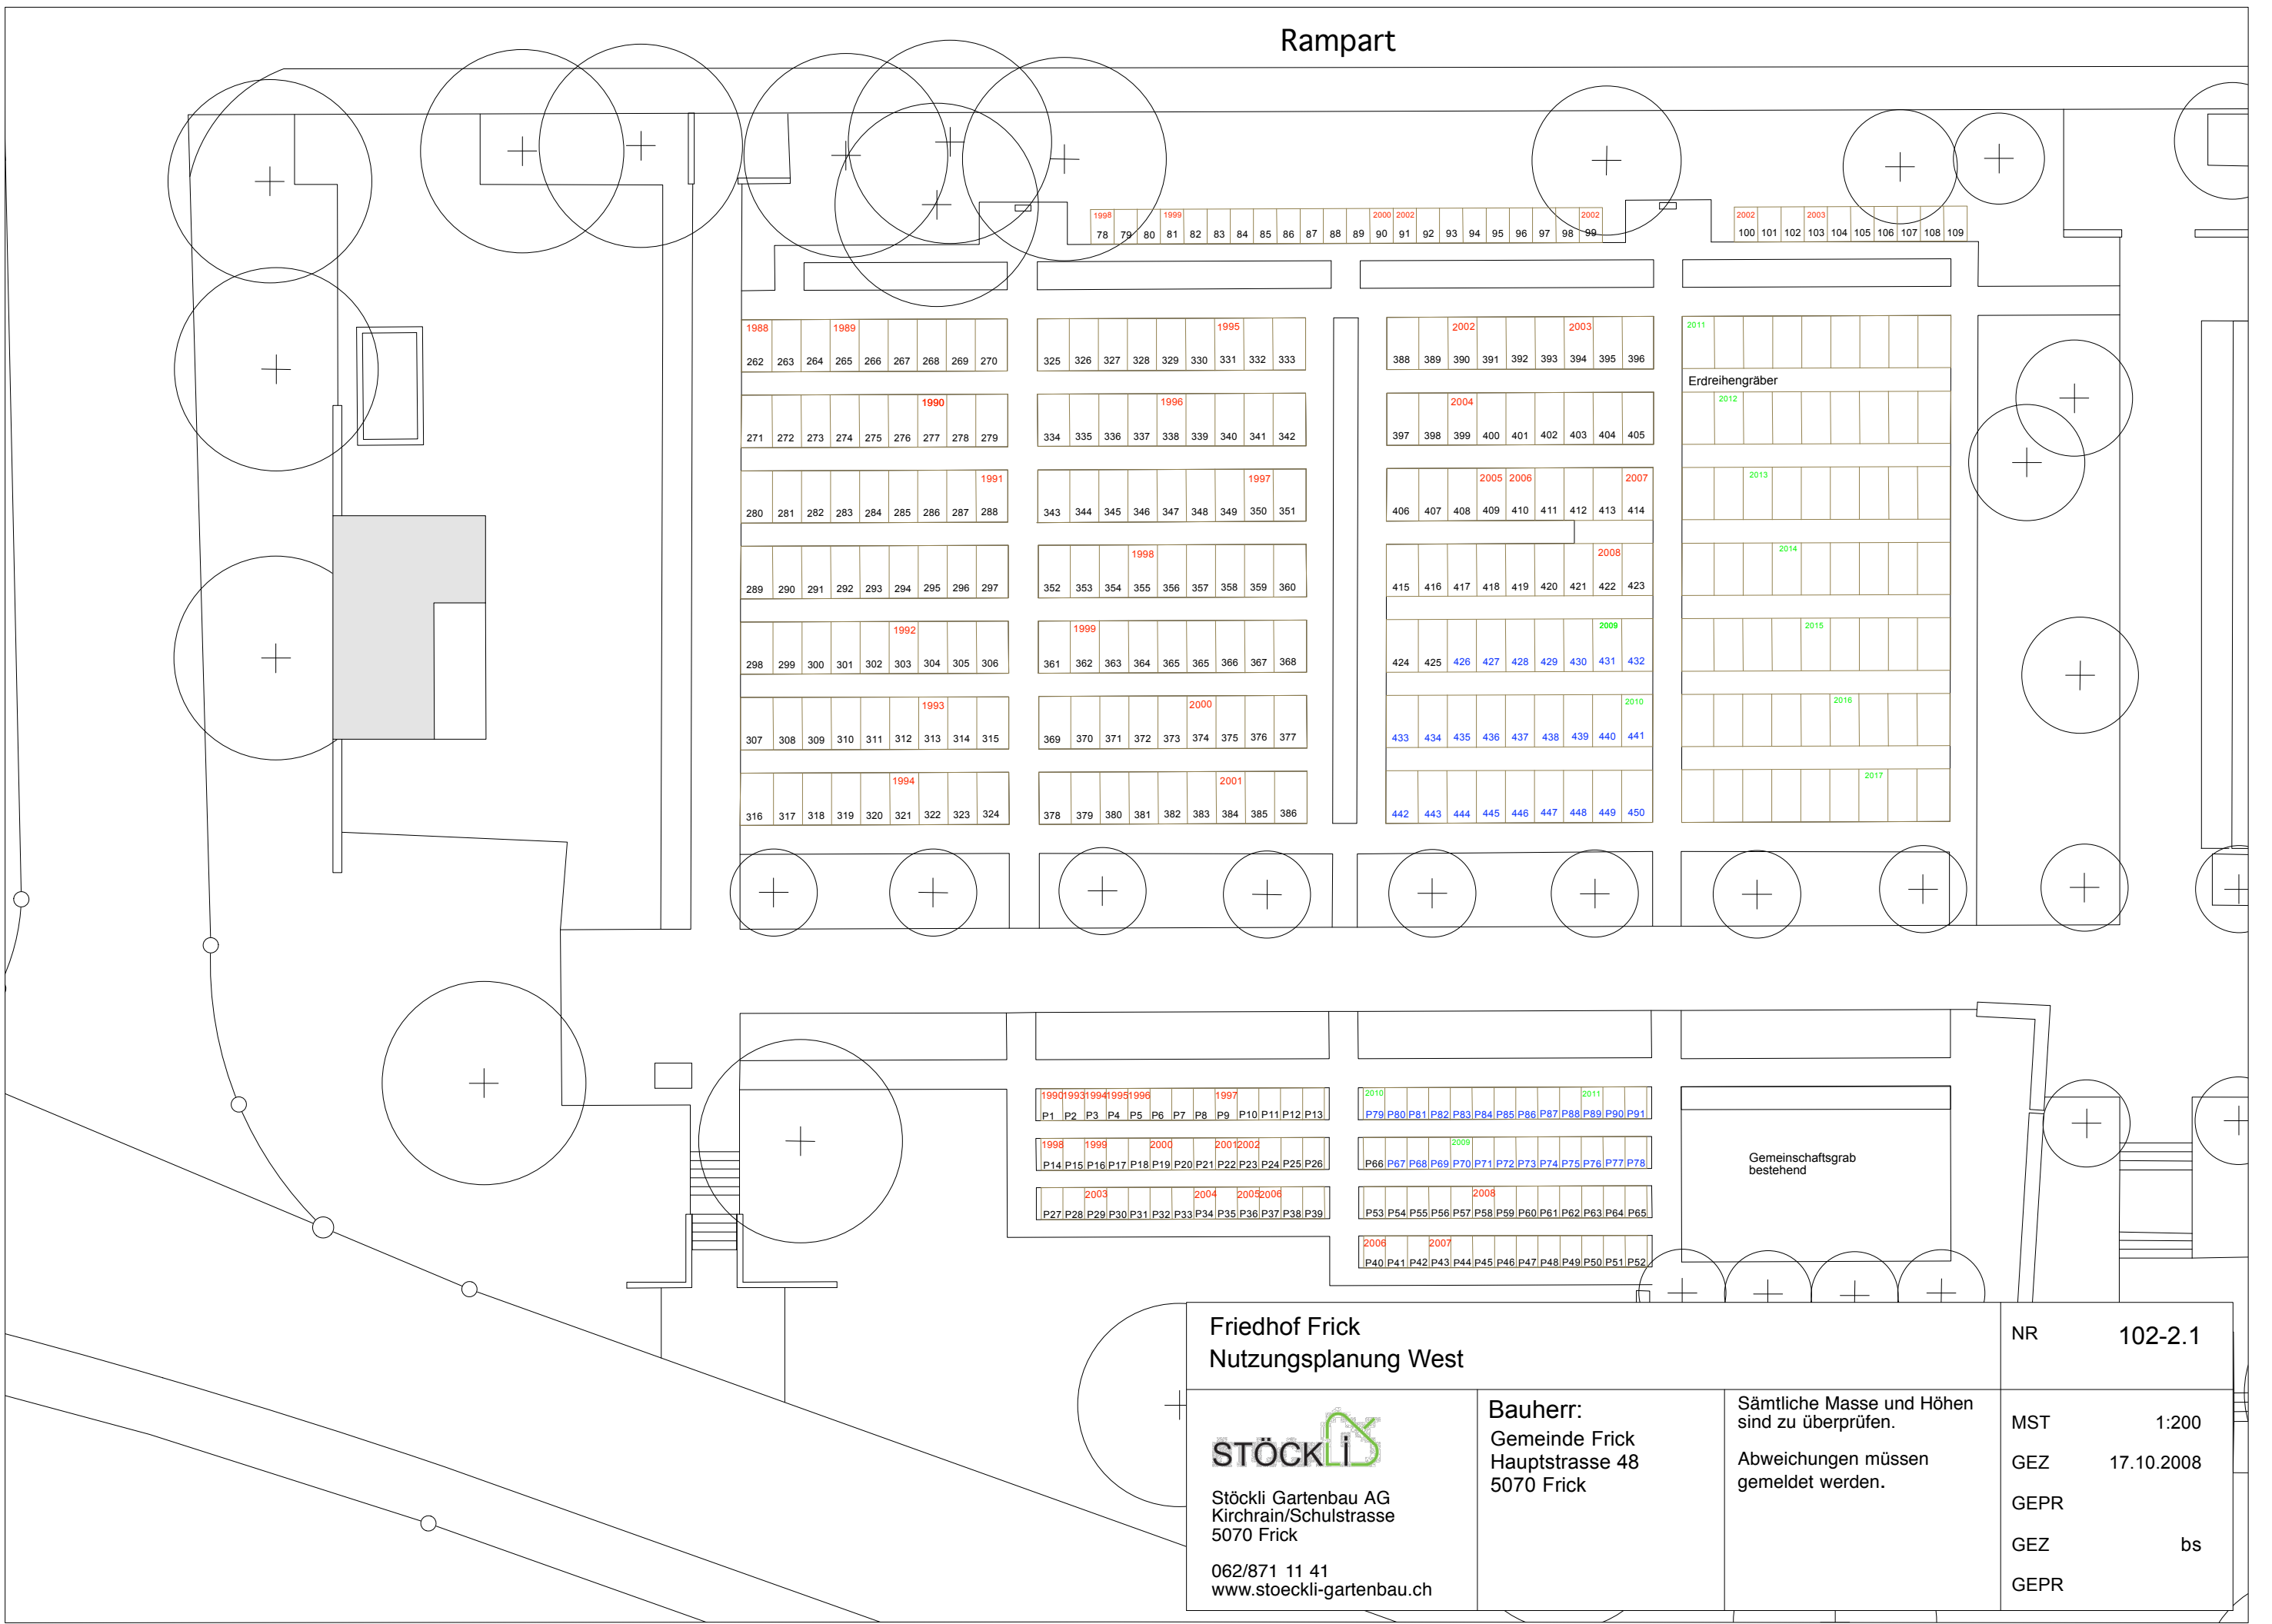 Rampart
1998 1999 2000 2002 2002
78 79 80 81 82 83 84 85 86 87 88 89 90 91 92 93 94 95 96 97 98 99
2002 2003
100 101 102 103 104 105 106 107 108 109
1988 1989 1995 2002 2003 2011
262 263 264 265 266 267 268 269 270 325 326 327 328 329 330 331 332 333 388 389 390 391 392 393 394 395 396
Erdreihengräber
1990 1996 2004 2012
271 272 273 274 275 276 277 278 279 334 335 336 337 338 339 340 341 342 397 398 399 400 401 402 403 404 405
1991 1997 2005 2006 2007 2013
280 281 282 283 284 285 286 287 288 343 344 345 346 347 348 349 350 351 406 407 408 409 410 411 412 413 414
1998 2008 2014
289 290 291 292 293 294 295 296 297 352 353 354 355 356 357 358 359 360 415 416 417 418 419 420 421 422 423
1992 1999 2009 2015
298 299 300 301 302 303 304 305 306 361 362 363 364 365 365 366 367 368 424 425 426 427 428 429 430 431 432
1993 2000 2010 2016
307 308 309 310 311 312 313 314 315 369 370 371 372 373 374 375 376 377 433 434 435 436 437 438 439 440 441
1994 2001 2017
316 317 318 319 320 321 322 323 324 378 379 380 381 382 383 384 385 386 442 443 444 445 446 447 448 449 450
1990 1993 1994 1995 1996 1997 2010 2011
P1 P2 P3 P4 P5 P6 P7 P8 P9 P10 P11 P12 P13 P79 P80 P81 P82 P83 P84 P85 P86 P87 P88 P89 P90 P91
1998 1999 2000 2001 2002 2009
P14 P15 P16 P17 P18 P19 P20 P21 P22 P23 P24 P25 P26 P66 P67 P68 P69 P70 P71 P72 P73 P74 P75 P76 P77 P78
Gemeinschaftsgrab
bestehend
2003 2004 2005 2006 2008
P27 P28 P29 P30 P31 P32 P33 P34 P35 P36 P37 P38 P39 P53 P54 P55 P56 P57 P58 P59 P60 P61 P62 P63 P64 P65
2006 2007
P40 P41 P42 P43 P44 P45 P46 P47 P48 P49 P50 P51 P52
Friedhof Frick
Nutzungsplanung West
NR 102-2.1
STÖCKLi
Stöckli Gartenbau AG
Kirchrain/Schulstrasse
5070 Frick
062/871 11 41
www.stoeckli-gartenbau.ch
Bauherr:
Gemeinde Frick
Hauptstrasse 48
5070 Frick
Sämtliche Masse und Höhen
sind zu überprüfen.
Abweichungen müssen
gemeldet werden.
MST 1:200
GEZ 17.10.2008
GEPR
GEZ bs
GEPR